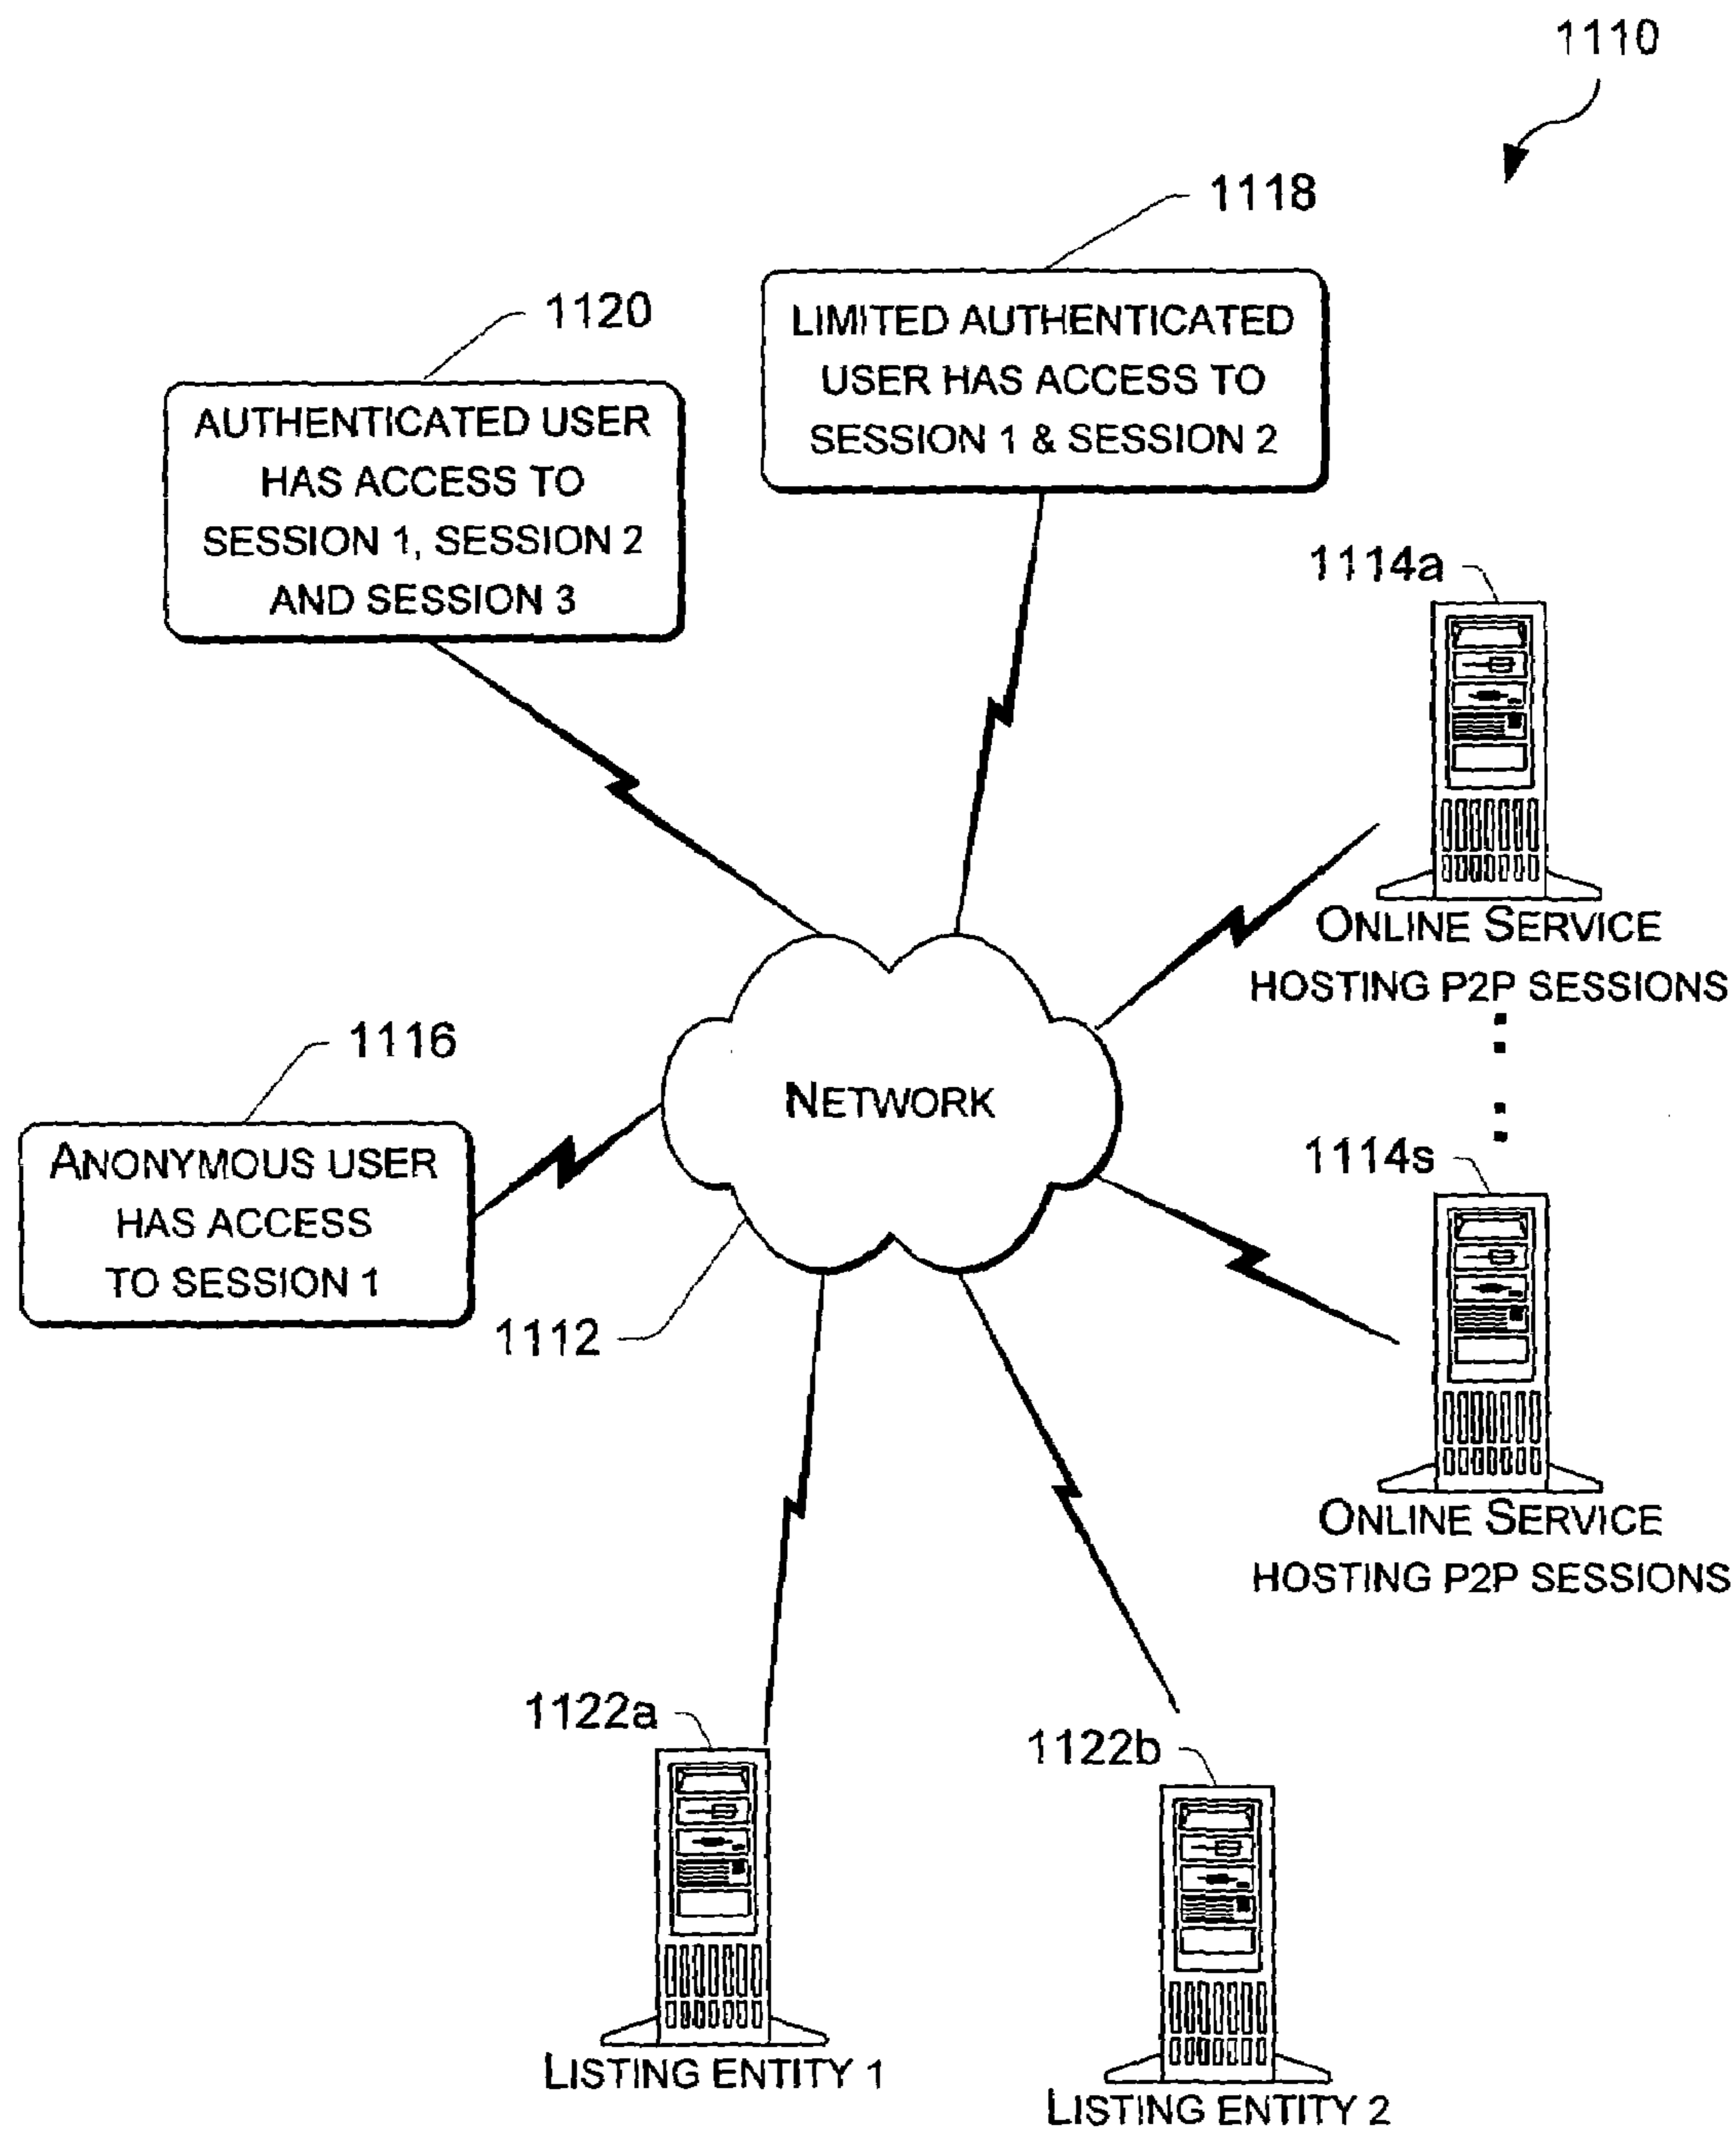 1110
1118
LIMITED AUTHENTICATED
USER HAS ACCESS TO
SESSION 1 & SESSION 2
1120
AUTHENTICATED USER
HAS ACCESS TO
SESSION 1, SESSION 2
AND SESSION 3
1114a
ONLINE SERVICE
HOSTING P2P SESSIONS
1116
ANONYMOUS USER
HAS ACCESS
TO SESSION 1
NETWORK
1112
1114s
ONLINE SERVICE
HOSTING P2P SESSIONS
1122a
LISTING ENTITY 1
1122b
LISTING ENTITY 2